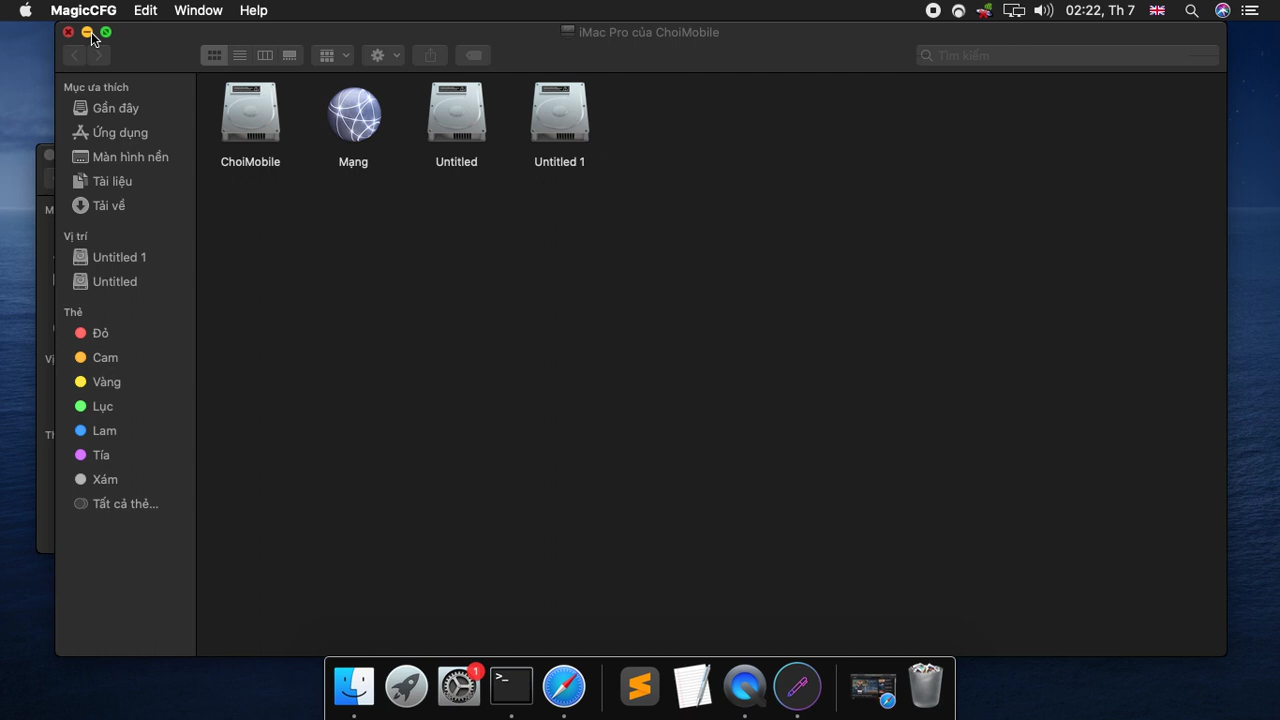 MagicCFG Edit Window Help
02:22, Th 7
iMac Pro của ChoiMobile
Tìm kiếm
Mục ưa thích
Gần đây
Ứng dụng
Màn hình nền
Tài liệu
Tải về
Vị trí
Untitled 1
Untitled
Thẻ
Đỏ
Cam
Vàng
Lục
Lam
Tía
Xám
Tất cả thẻ...
ChoiMobile
Mạng
Untitled
Untitled 1
1